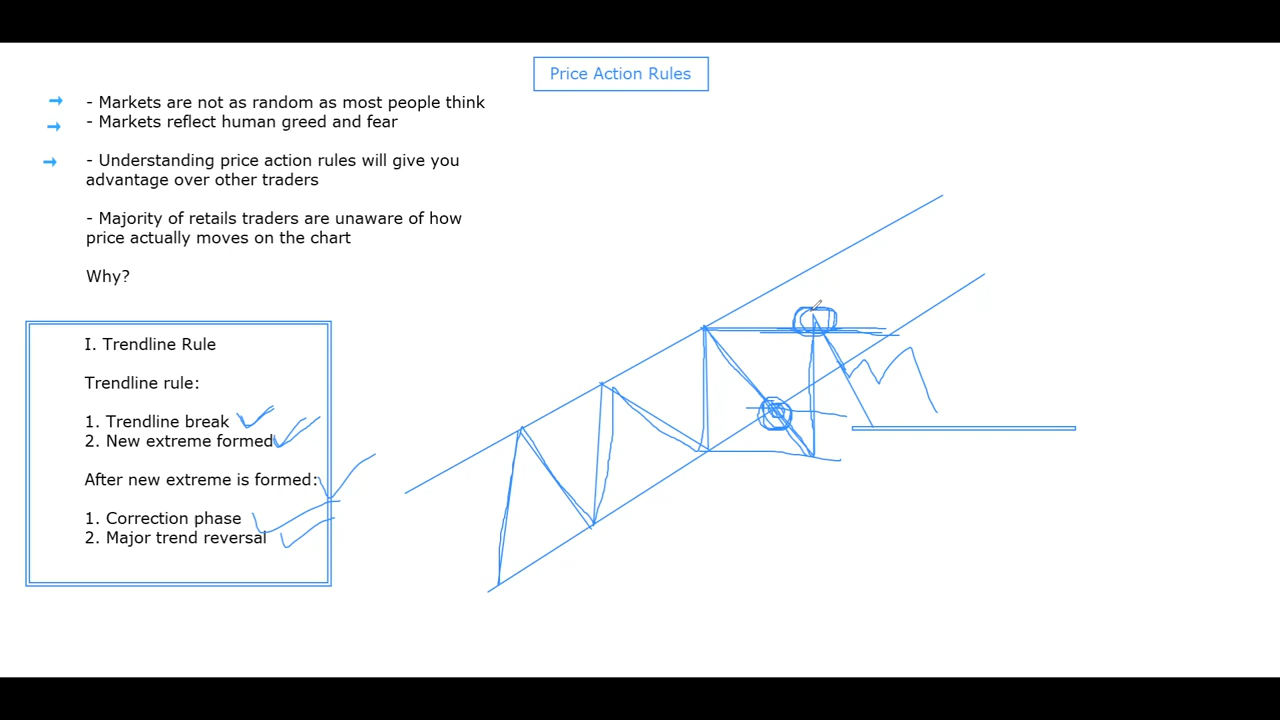 Price Action Rules
- Markets are not as random as most people think
- Markets reflect human greed and fear
- Understanding price action rules will give you
advantage over other traders
- Majority of retails traders are unaware of how
price actually moves on the chart
Why?
I. Trendline Rule
Trendline rule:
1. Trendline break
2. New extreme formed
After new extreme is formed:
1. Correction phase
2. Major trend reversal